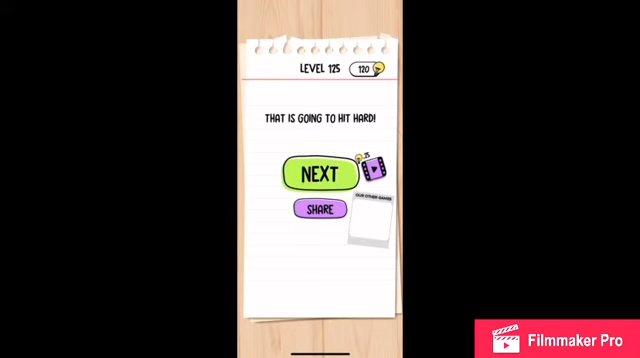 LEVEL 125
120
THAT IS GOING TO HIT HARD!
25
NEXT
SHARE
OUR OTHER GAMES
Filmmaker Pro